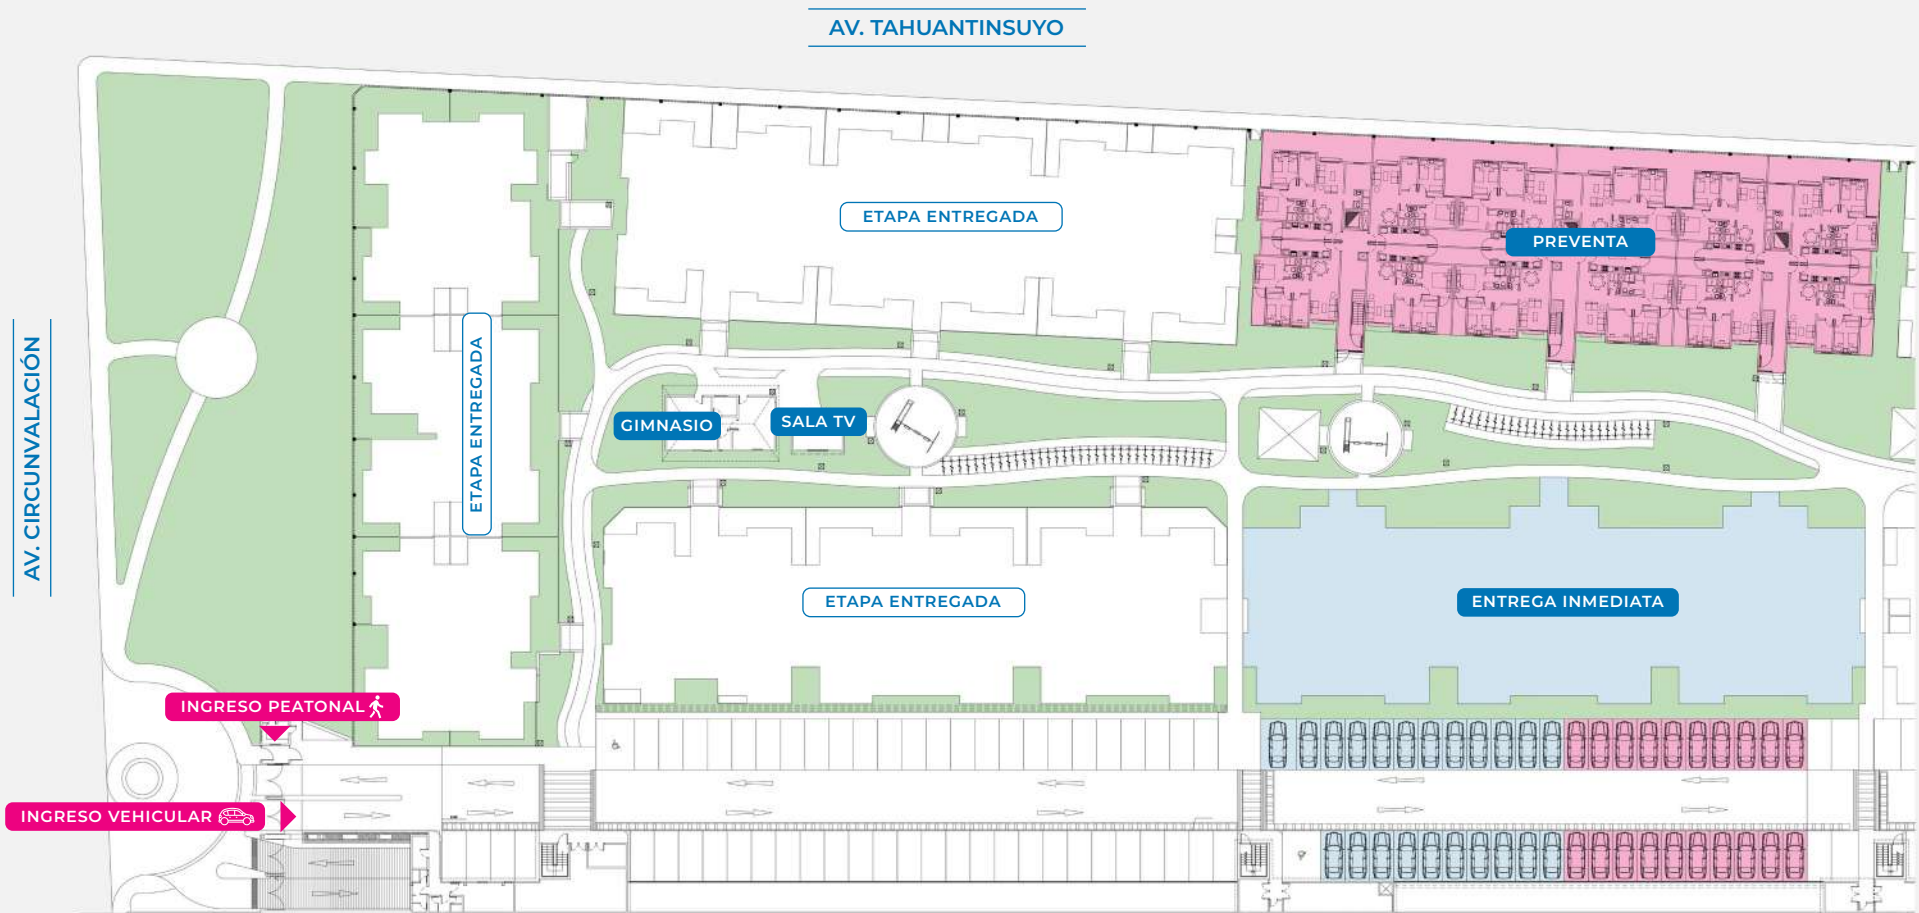 AV. TAHUANTINSUYO
ETAPA ENTREGADA
PREVENTA
AV. CIRCUNVALACIÓN
ETAPA ENTREGADA
GIMNASIO
SALA TV
ETAPA ENTREGADA
ENTREGA INMEDIATA
INGRESO PEATONAL
INGRESO VEHICULAR